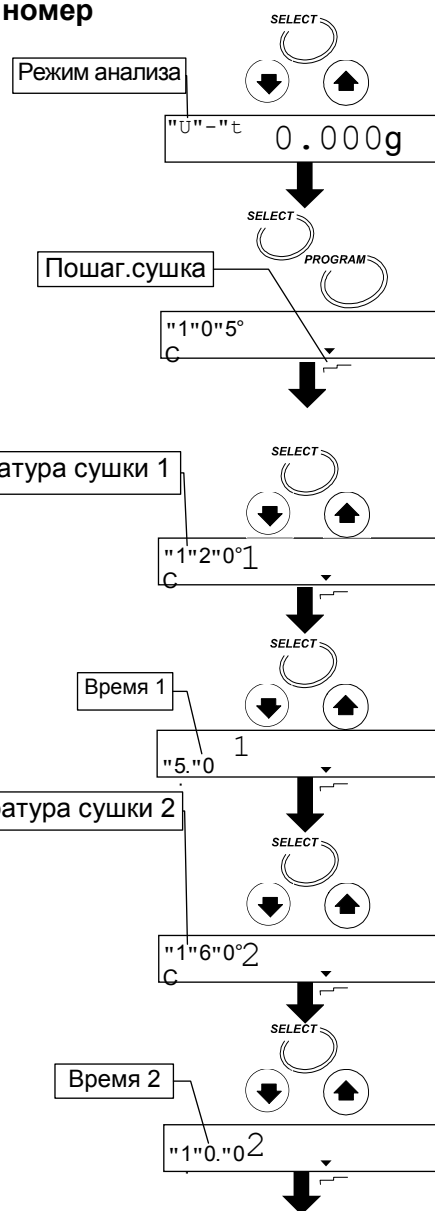 номер
SELECT
Режим анализа
"U"-"t 0.000g
SELECT
PROGRAM
Пошаг.сушка
"1"0"5°
C
SELECT
атура сушки 1
"1"2"0°1
C
SELECT
Время 1
1
"5."0
SELECT
атура сушки 2
"1"6"0°2
C
SELECT
Время 2
"1"0."02